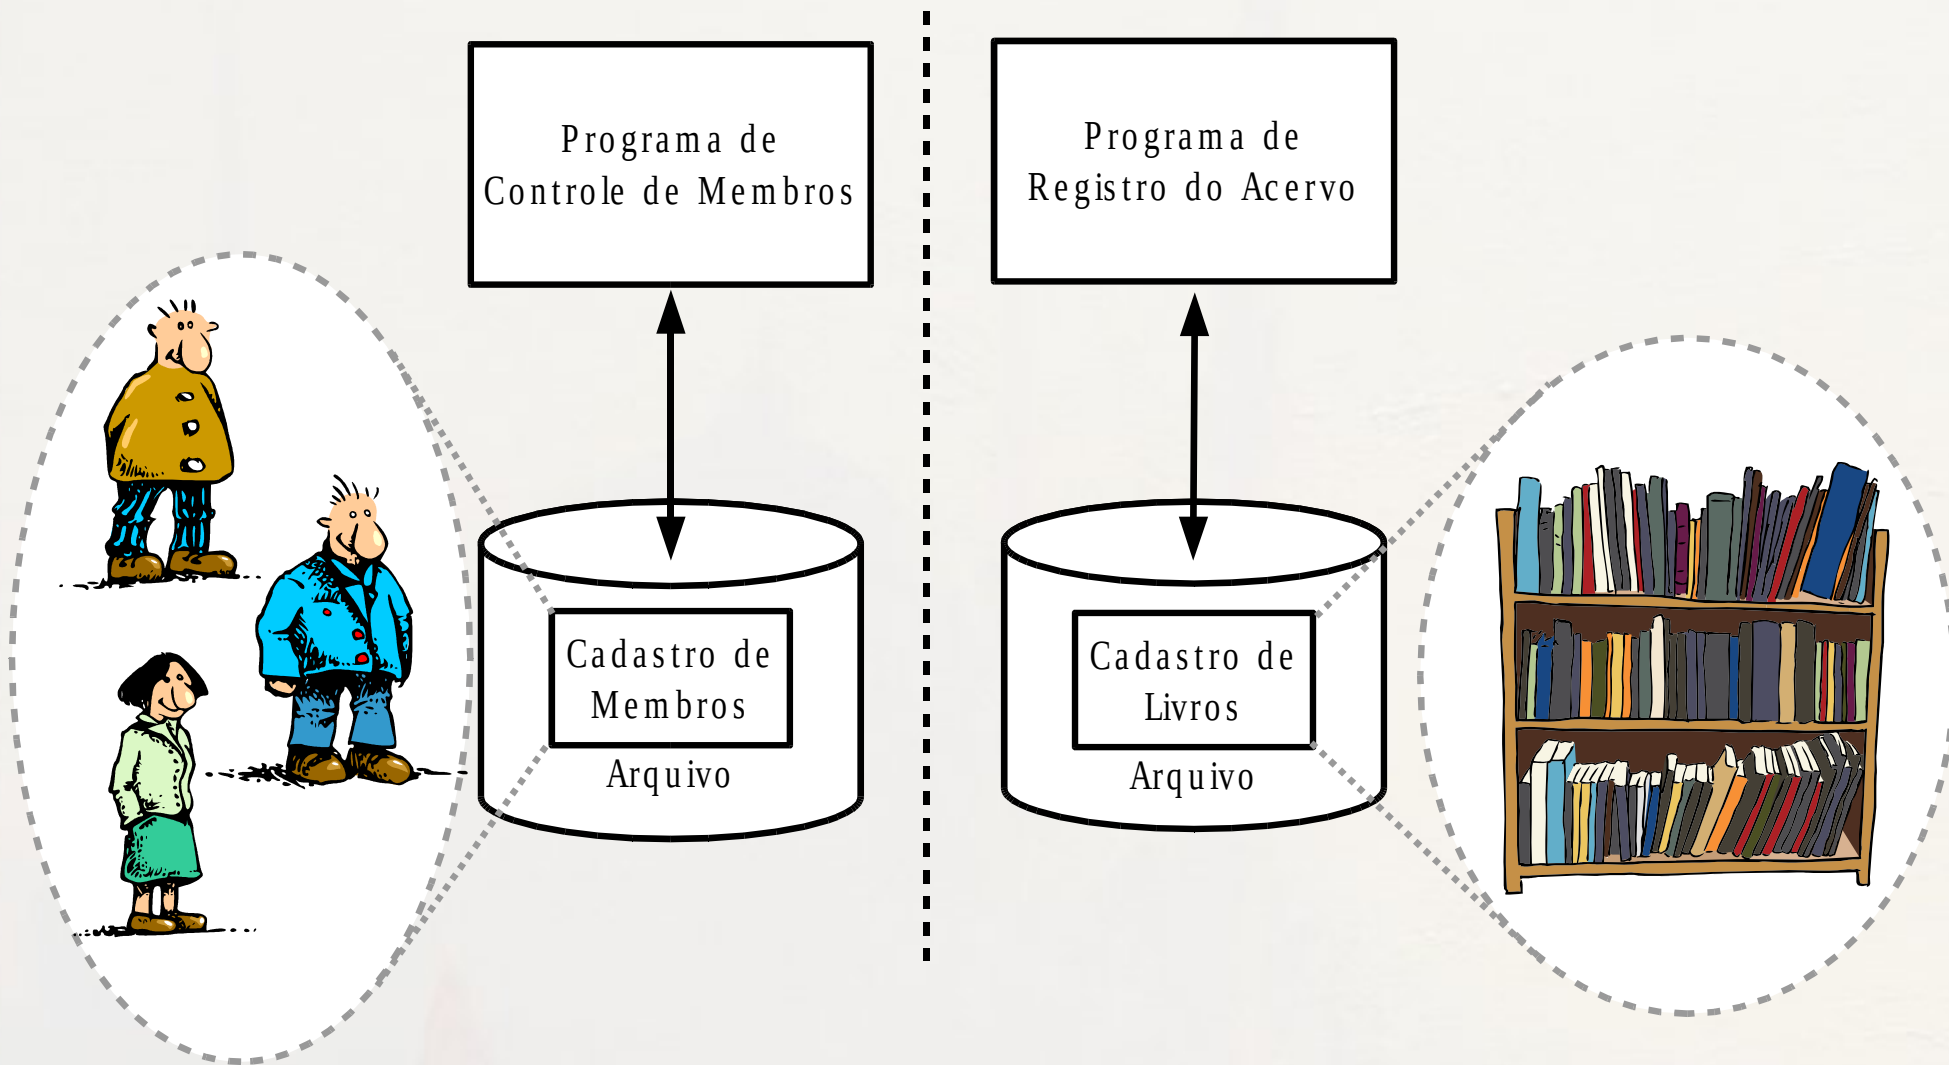 Programa de
Controle de Membros
Cadastro de
Membros
Arquivo
Programa de
Registro do Acervo
Cadastro de
Livros
Arquivo